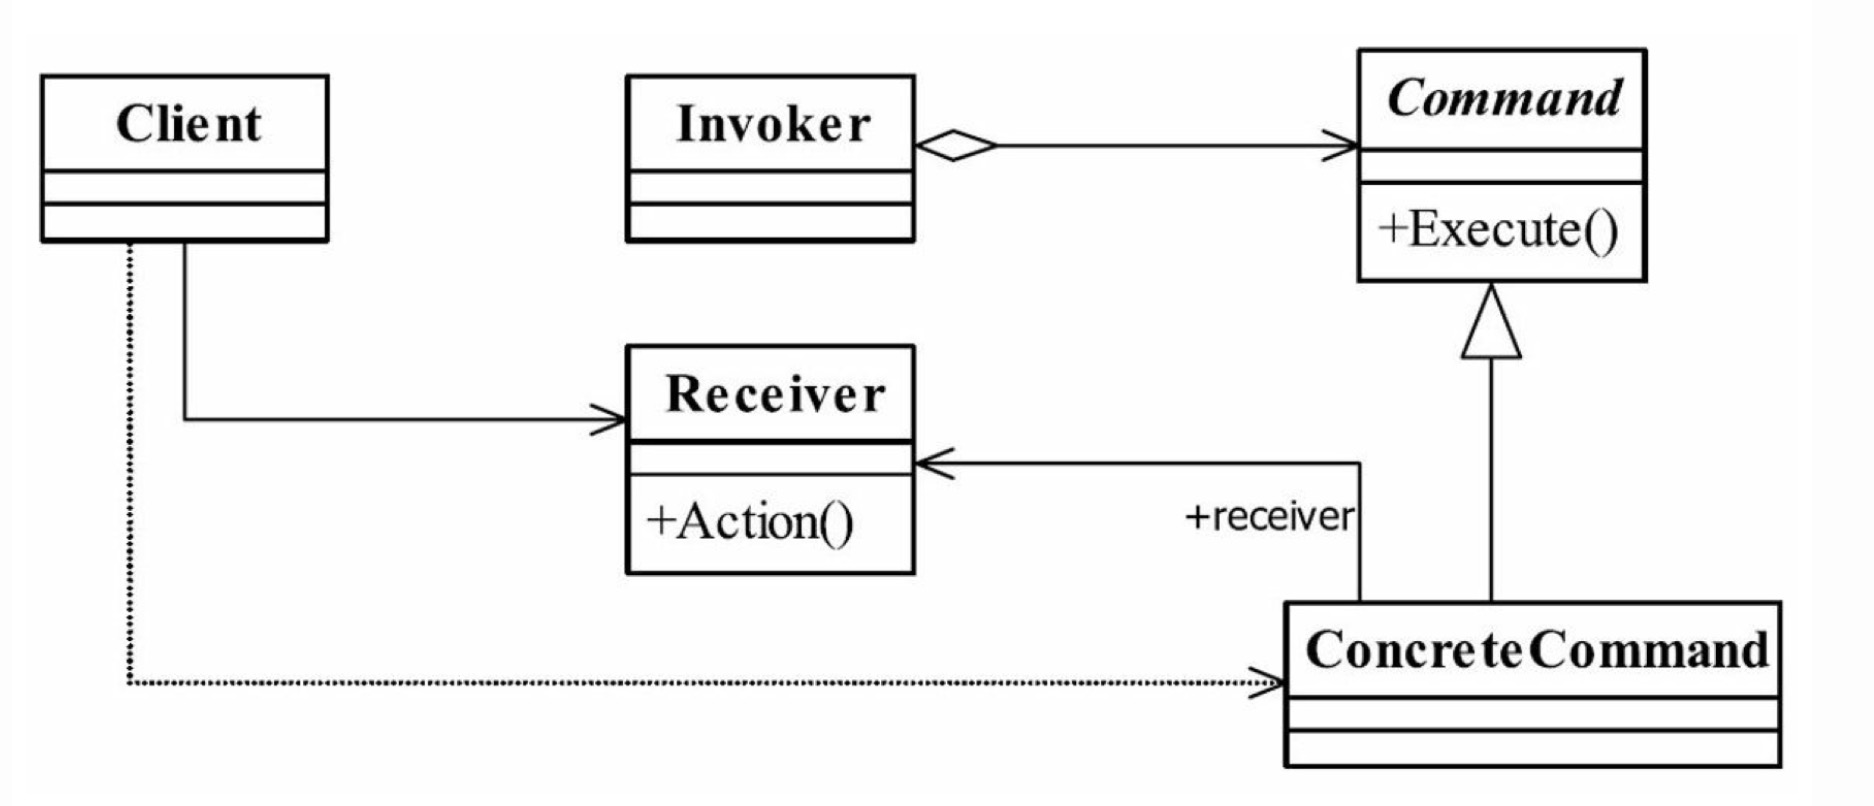 Client
Invoker
Command
+Execute()
Receiver
+Action()
+receiver
ConcreteCommand